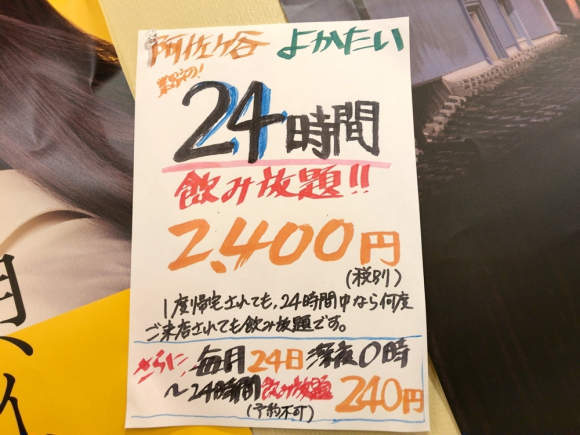 阿佐ヶ谷 よかたい
業界初!
24時間
飲み放題!!
2,400円
(税別)
1度帰宅されても、24時間中なら何度
ご来店されても飲み放題です。
さらに、毎月24日深夜0時
〜24時間飲み放題 240円
(予約不可)